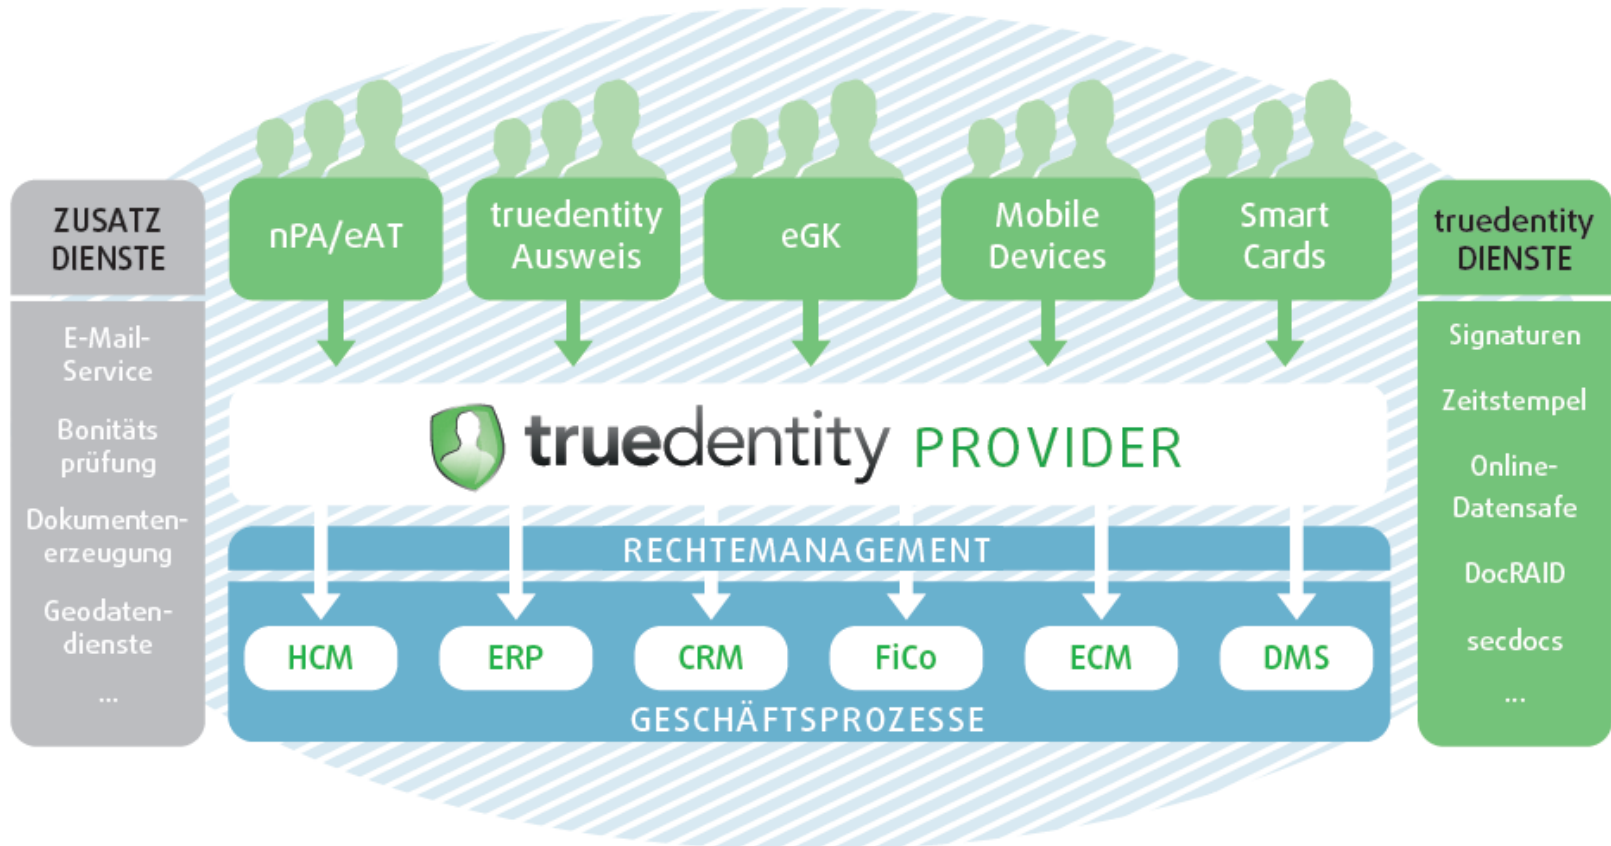 ZUSATZ
DIENSTE
E-Mail-
Service
Bonitäts
prüfung
Dokumenten-
erzeugung
Geodaten-
dienste
...
nPA/eAT
truedentity
Ausweis
eGK
Mobile
Devices
Smart
Cards
truedentity PROVIDER
RECHTEMANAGEMENT
HCM
ERP
CRM
FiCo
ECM
DMS
GESCHÄFTSPROZESSE
truedentity
DIENSTE
Signaturen
Zeitstempel
Online-
Datensafe
DocRAID
secdocs
...